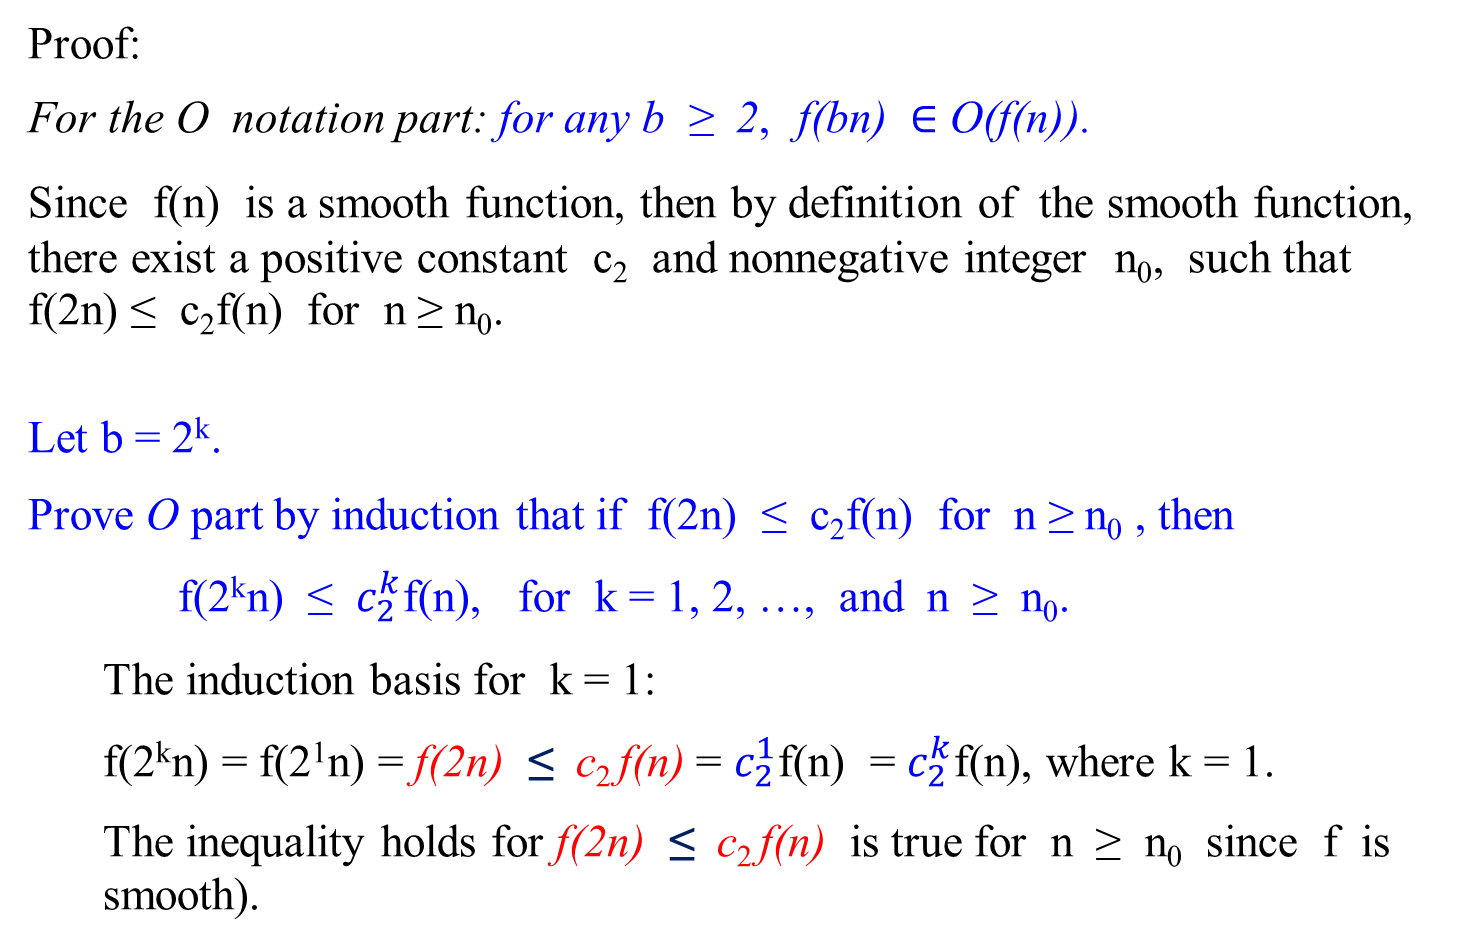 Proof:
For the O notation part: for any b ≥ 2, f(bn) ∈ O(f(n)).
Since f(n) is a smooth function, then by definition of the smooth function,
there exist a positive constant c₂ and nonnegative integer n₀, such that
f(2n) ≤ c₂f(n) for n ≥ n₀.
Let b = 2ᵏ.
Prove O part by induction that if f(2n) ≤ c₂f(n) for n ≥ n₀ , then
f(2ᵏn) ≤ c₂ᵏf(n), for k = 1, 2, …, and n ≥ n₀.
The induction basis for k = 1:
f(2ᵏn) = f(2¹n) = f(2n) ≤ c₂f(n) = c₂¹f(n) = c₂ᵏf(n), where k = 1.
The inequality holds for f(2n) ≤ c₂f(n) is true for n ≥ n₀ since f is
smooth).